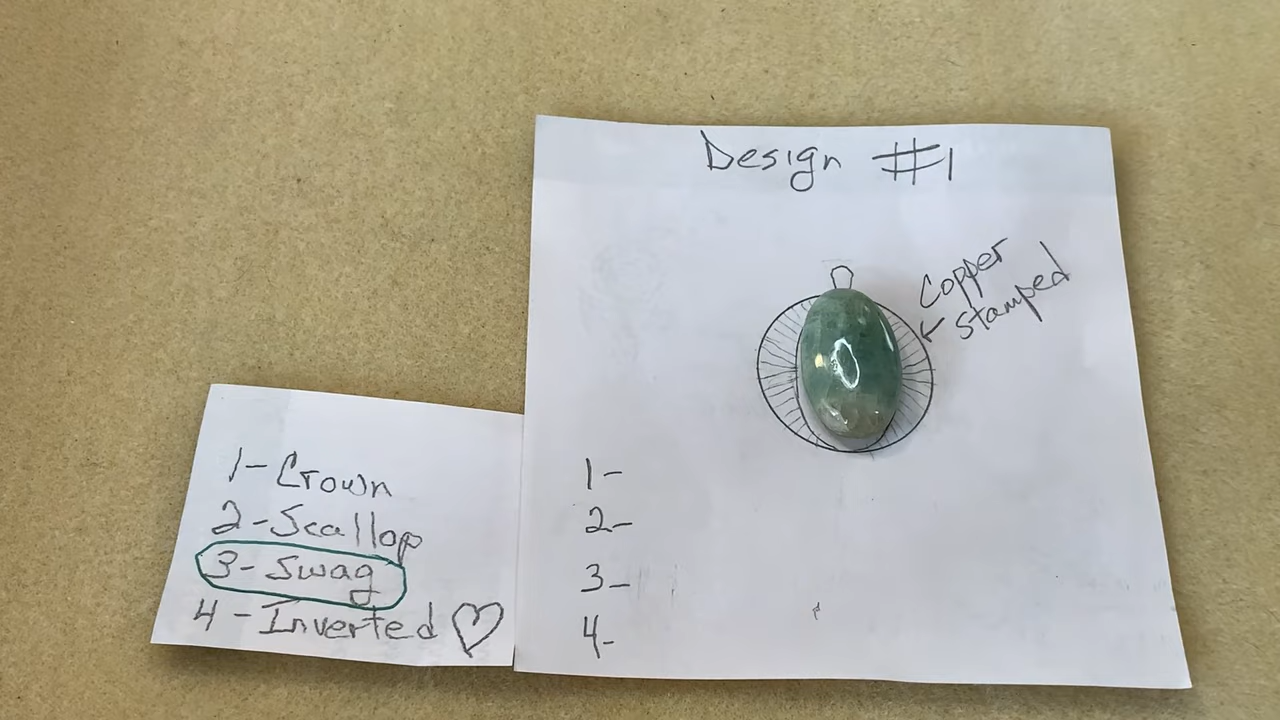 Design #1
Copper
stamped
1- Crown
2- Scallop
3- Swag
4- Inverted ♡
1-
2-
3-
4-